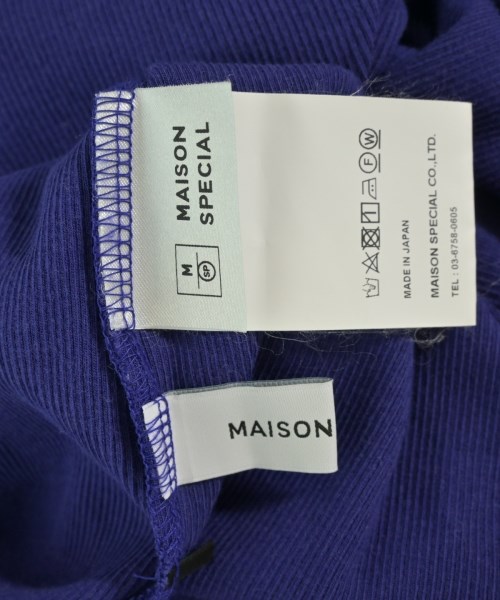 MAISON
SPECIAL
M
SP
MADE IN JAPAN
MAISON SPECIAL CO.,LTD.
TEL : 03-6758-0605
F
W
MAISON